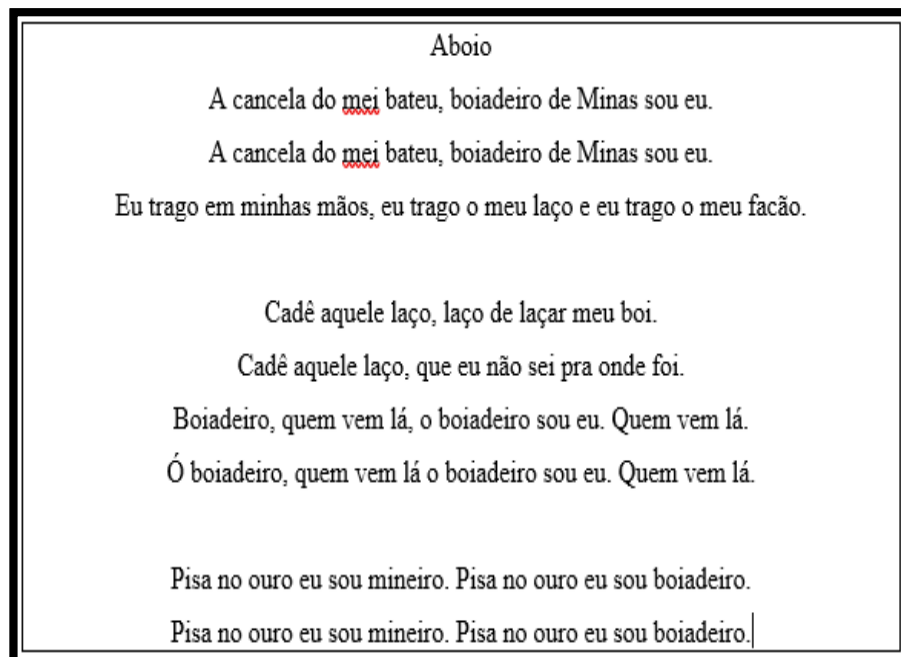 Aboio
A cancela do mei bateu, boiadeiro de Minas sou eu.
A cancela do mei bateu, boiadeiro de Minas sou eu.
Eu trago em minhas mãos, eu trago o meu laço e eu trago o meu facão.
Cadê aquele laço, laço de laçar meu boi.
Cadê aquele laço, que eu não sei pra onde foi.
Boiadeiro, quem vem lá, o boiadeiro sou eu. Quem vem lá.
Ó boiadeiro, quem vem lá o boiadeiro sou eu. Quem vem lá.
Pisa no ouro eu sou mineiro. Pisa no ouro eu sou boiadeiro.
Pisa no ouro eu sou mineiro. Pisa no ouro eu sou boiadeiro.